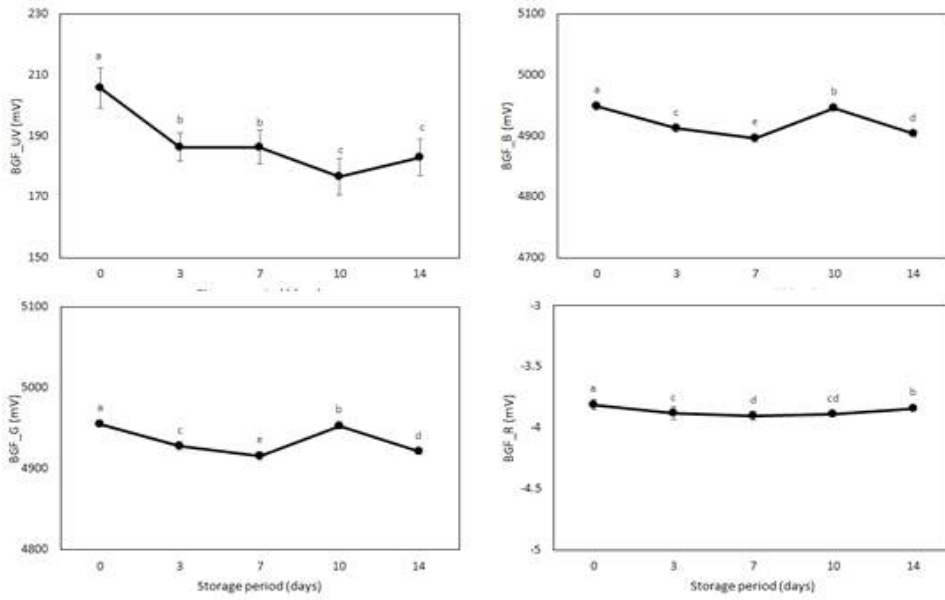 230
210
190
170
150
BGF_UV (mV)
a
b
b
c
c
0 3 7 10 14
5100
5000
4900
4800
4700
BGF_B (mV)
a
c
e
b
d
0 3 7 10 14
5100
5000
4900
4800
BGF_G (mV)
a
c
e
b
d
0 3 7 10 14
Storage period (days)
-3
-3.5
-4
-4.5
-5
BGF_R (mV)
a
c
d
cd
b
0 3 7 10 14
Storage period (days)